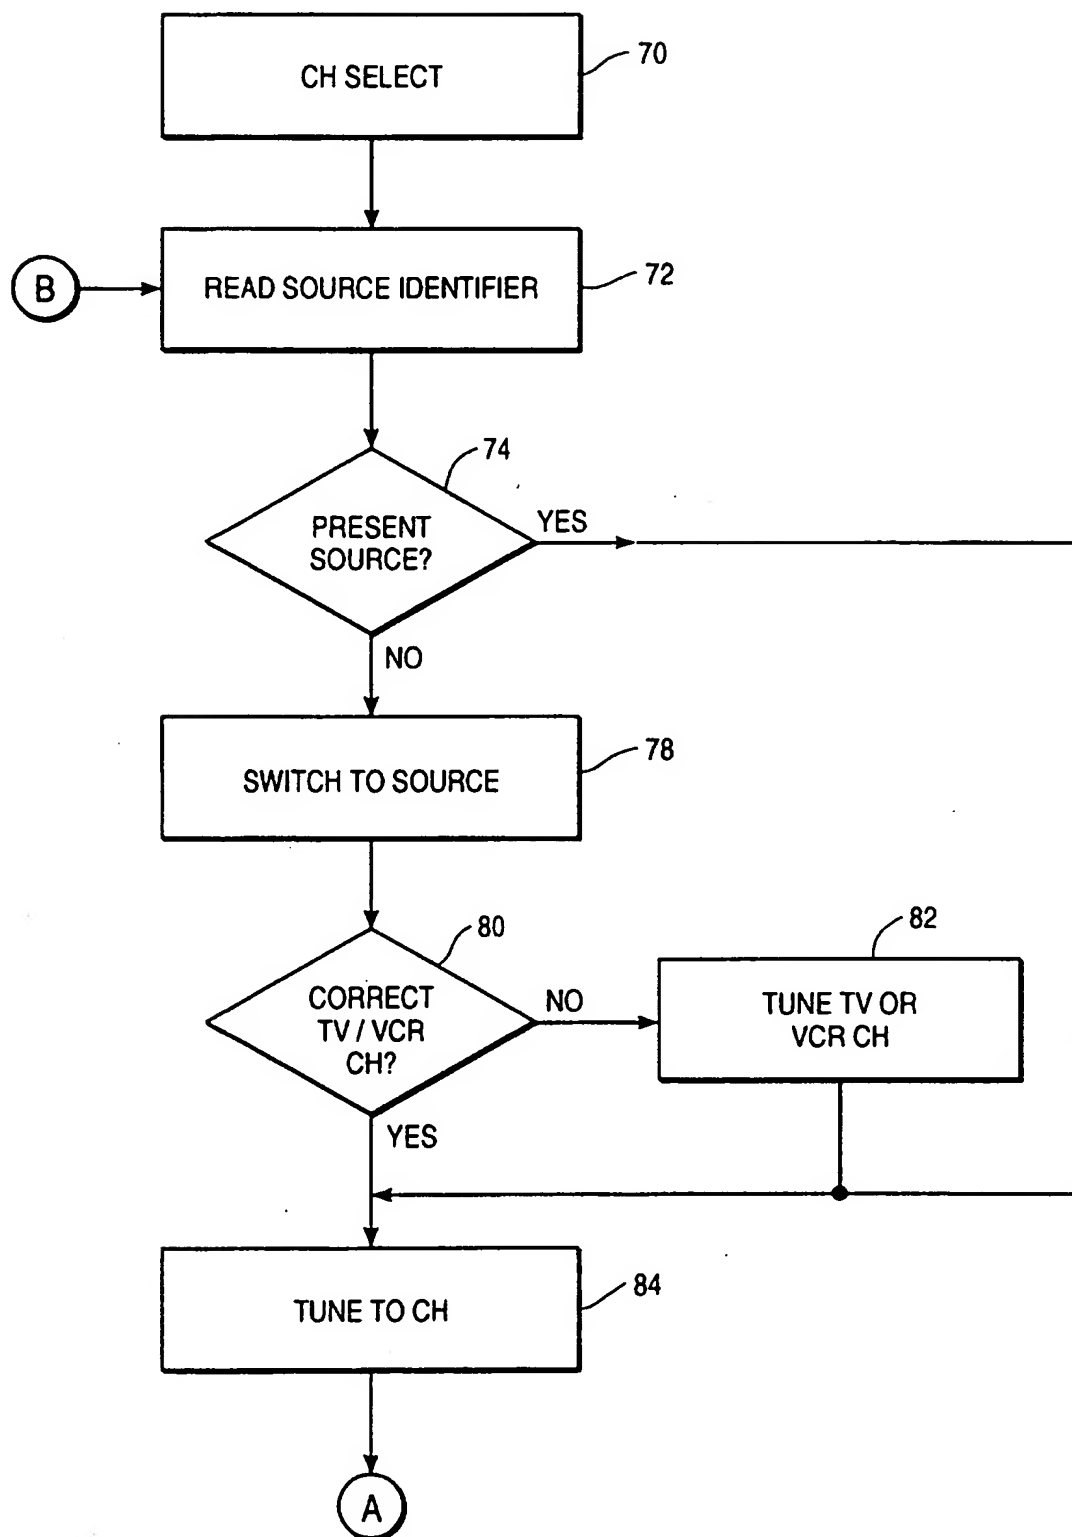 CH SELECT
70
B
READ SOURCE IDENTIFIER
72
74
PRESENT
SOURCE?
YES
NO
SWITCH TO SOURCE
78
80
CORRECT
TV / VCR
CH?
NO
82
TUNE TV OR
VCR CH
YES
TUNE TO CH
84
A